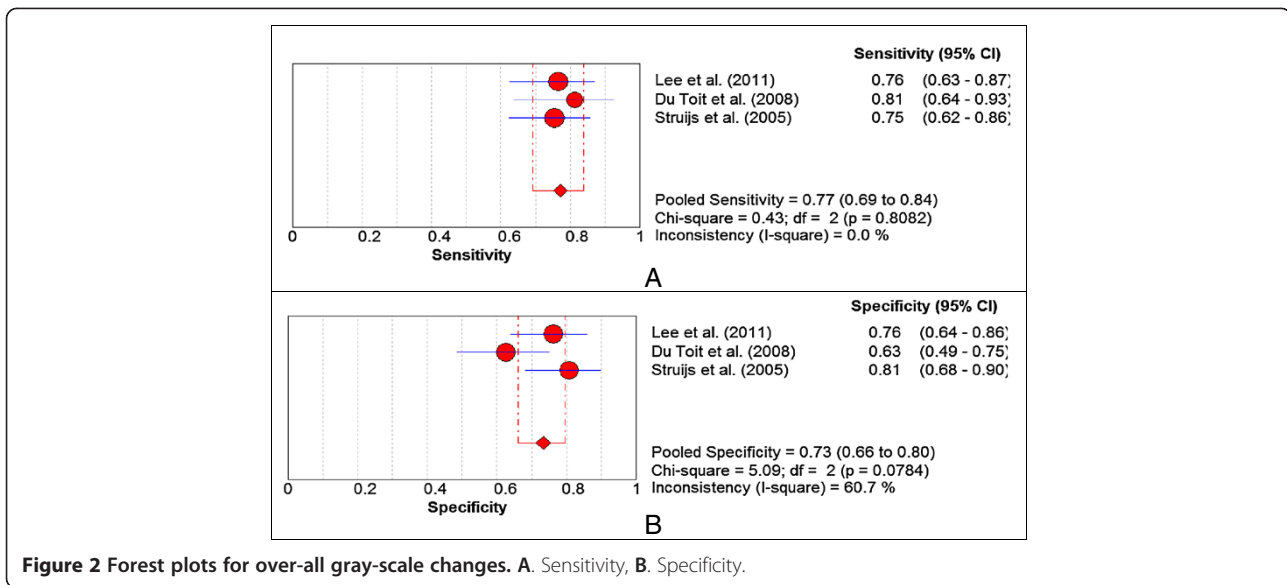 Sensitivity (95% CI)
Lee et al. (2011) 0.76 (0.63 - 0.87)
Du Toit et al. (2008) 0.81 (0.64 - 0.93)
Struijs et al. (2005) 0.75 (0.62 - 0.86)
Pooled Sensitivity = 0.77 (0.69 to 0.84)
Chi-square = 0.43; df = 2 (p = 0.8082)
Inconsistency (I-square) = 0.0 %
0 0.2 0.4 0.6 0.8 1
Sensitivity
A
Specificity (95% CI)
Lee et al. (2011) 0.76 (0.64 - 0.86)
Du Toit et al. (2008) 0.63 (0.49 - 0.75)
Struijs et al. (2005) 0.81 (0.68 - 0.90)
Pooled Specificity = 0.73 (0.66 to 0.80)
Chi-square = 5.09; df = 2 (p = 0.0784)
Inconsistency (I-square) = 60.7 %
0 0.2 0.4 0.6 0.8 1
Specificity
B
Figure 2 Forest plots for over-all gray-scale changes. A. Sensitivity, B. Specificity.